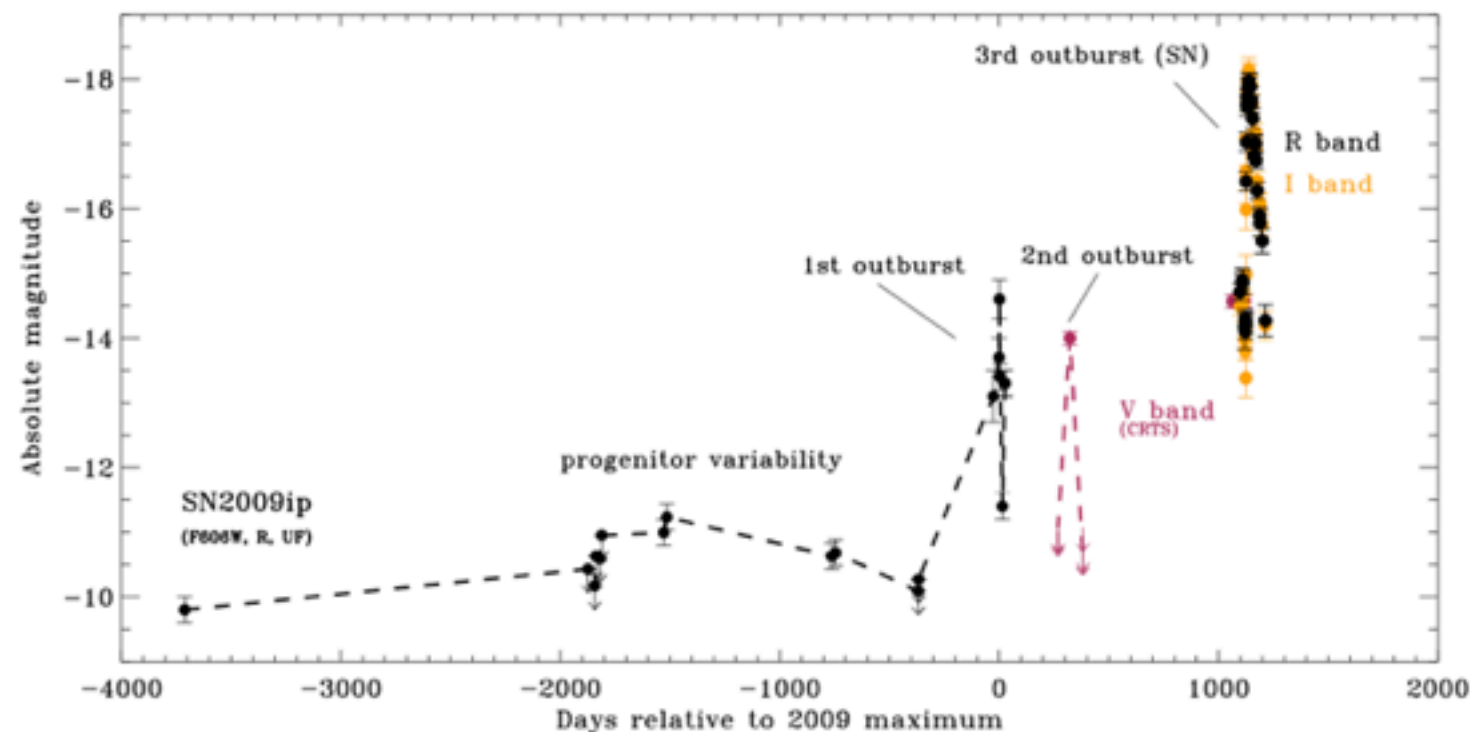 -18
-16
-14
-12
-10
Absolute magnitude
3rd outburst (SN)
R band
I band
1st outburst
2nd outburst
V band
(CRTS)
progenitor variability
SN2009ip
(F606W, R, UF)
-4000 -3000 -2000 -1000 0 1000 2000
Days relative to 2009 maximum